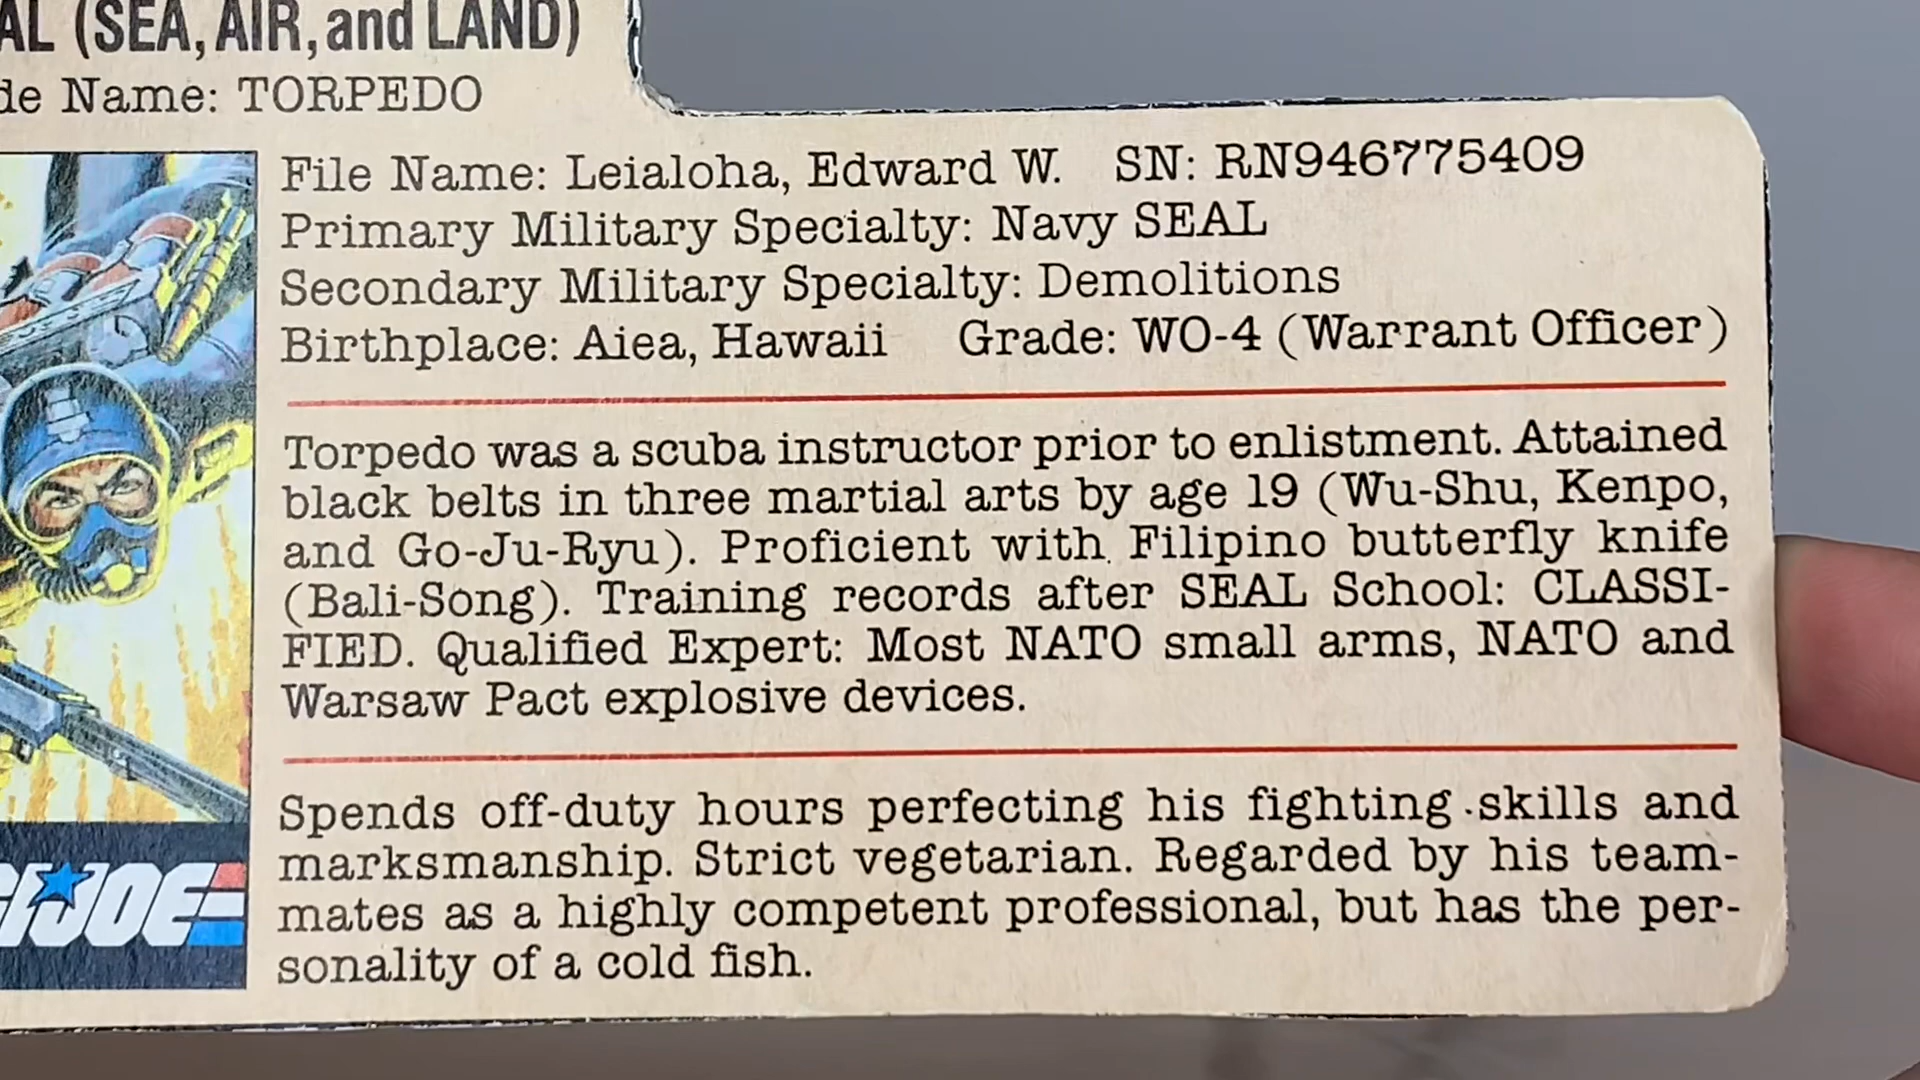 AL (SEA, AIR, and LAND)
de Name: TORPEDO
File Name: Leialoha, Edward W. SN: RN946775409
Primary Military Specialty: Navy SEAL
Secondary Military Specialty: Demolitions
Birthplace: Aiea, Hawaii Grade: WO-4 (Warrant Officer)
Torpedo was a scuba instructor prior to enlistment. Attained
black belts in three martial arts by age 19 (Wu-Shu, Kenpo,
and Go-Ju-Ryu). Proficient with Filipino butterfly knife
(Bali-Song). Training records after SEAL School: CLASSI-
FIED. Qualified Expert: Most NATO small arms, NATO and
Warsaw Pact explosive devices.
Spends off-duty hours perfecting his fighting skills and
marksmanship. Strict vegetarian. Regarded by his team-
mates as a highly competent professional, but has the per-
sonality of a cold fish.
GI JOE